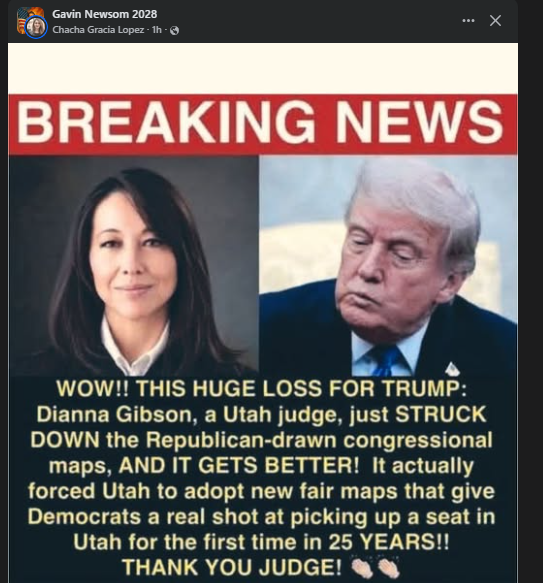 Gavin Newsom 2028
Chacha Gracia Lopez · 1h ·
BREAKING NEWS
WOW!! THIS HUGE LOSS FOR TRUMP:
Dianna Gibson, a Utah judge, just STRUCK
DOWN the Republican-drawn congressional
maps, AND IT GETS BETTER! It actually
forced Utah to adopt new fair maps that give
Democrats a real shot at picking up a seat in
Utah for the first time in 25 YEARS!!
THANK YOU JUDGE! 👏🏻👏🏻